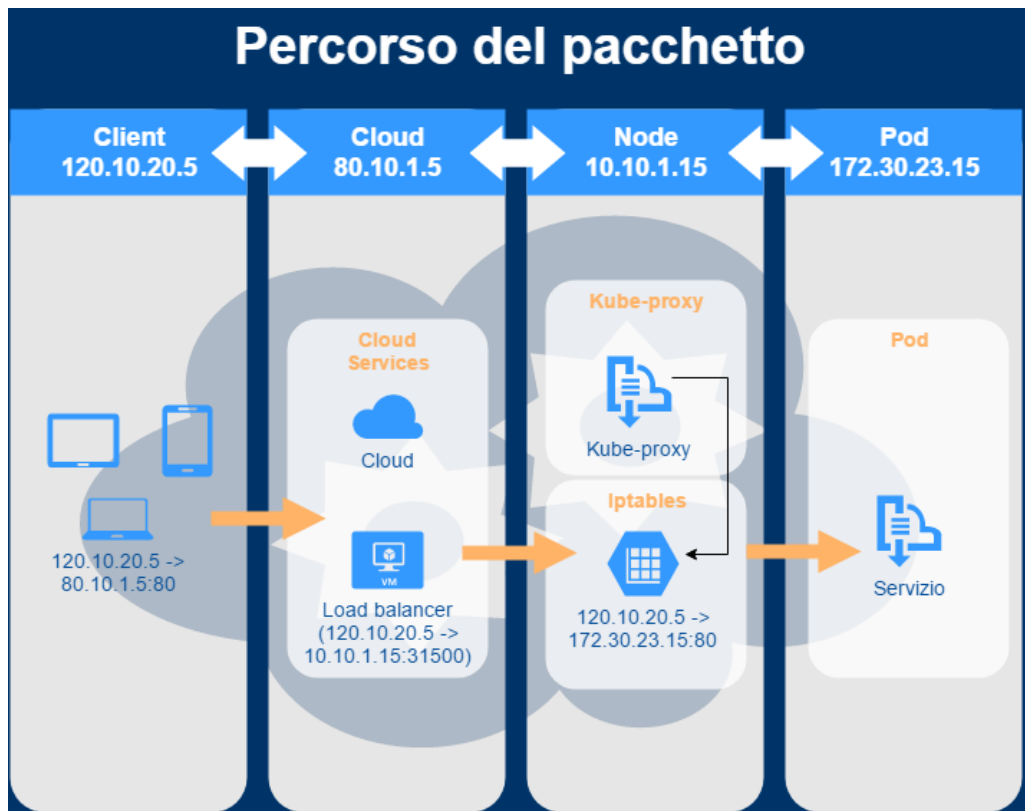 Percorso del pacchetto
Client
120.10.20.5
Cloud
80.10.1.5
Node
10.10.1.15
Pod
172.30.23.15
120.10.20.5 ->
80.10.1.5:80
Cloud
Services
Cloud
VM
Load balancer
(120.10.20.5 ->
10.10.1.15:31500)
Kube-proxy
Kube-proxy
Iptables
120.10.20.5 ->
172.30.23.15:80
Pod
Servizio